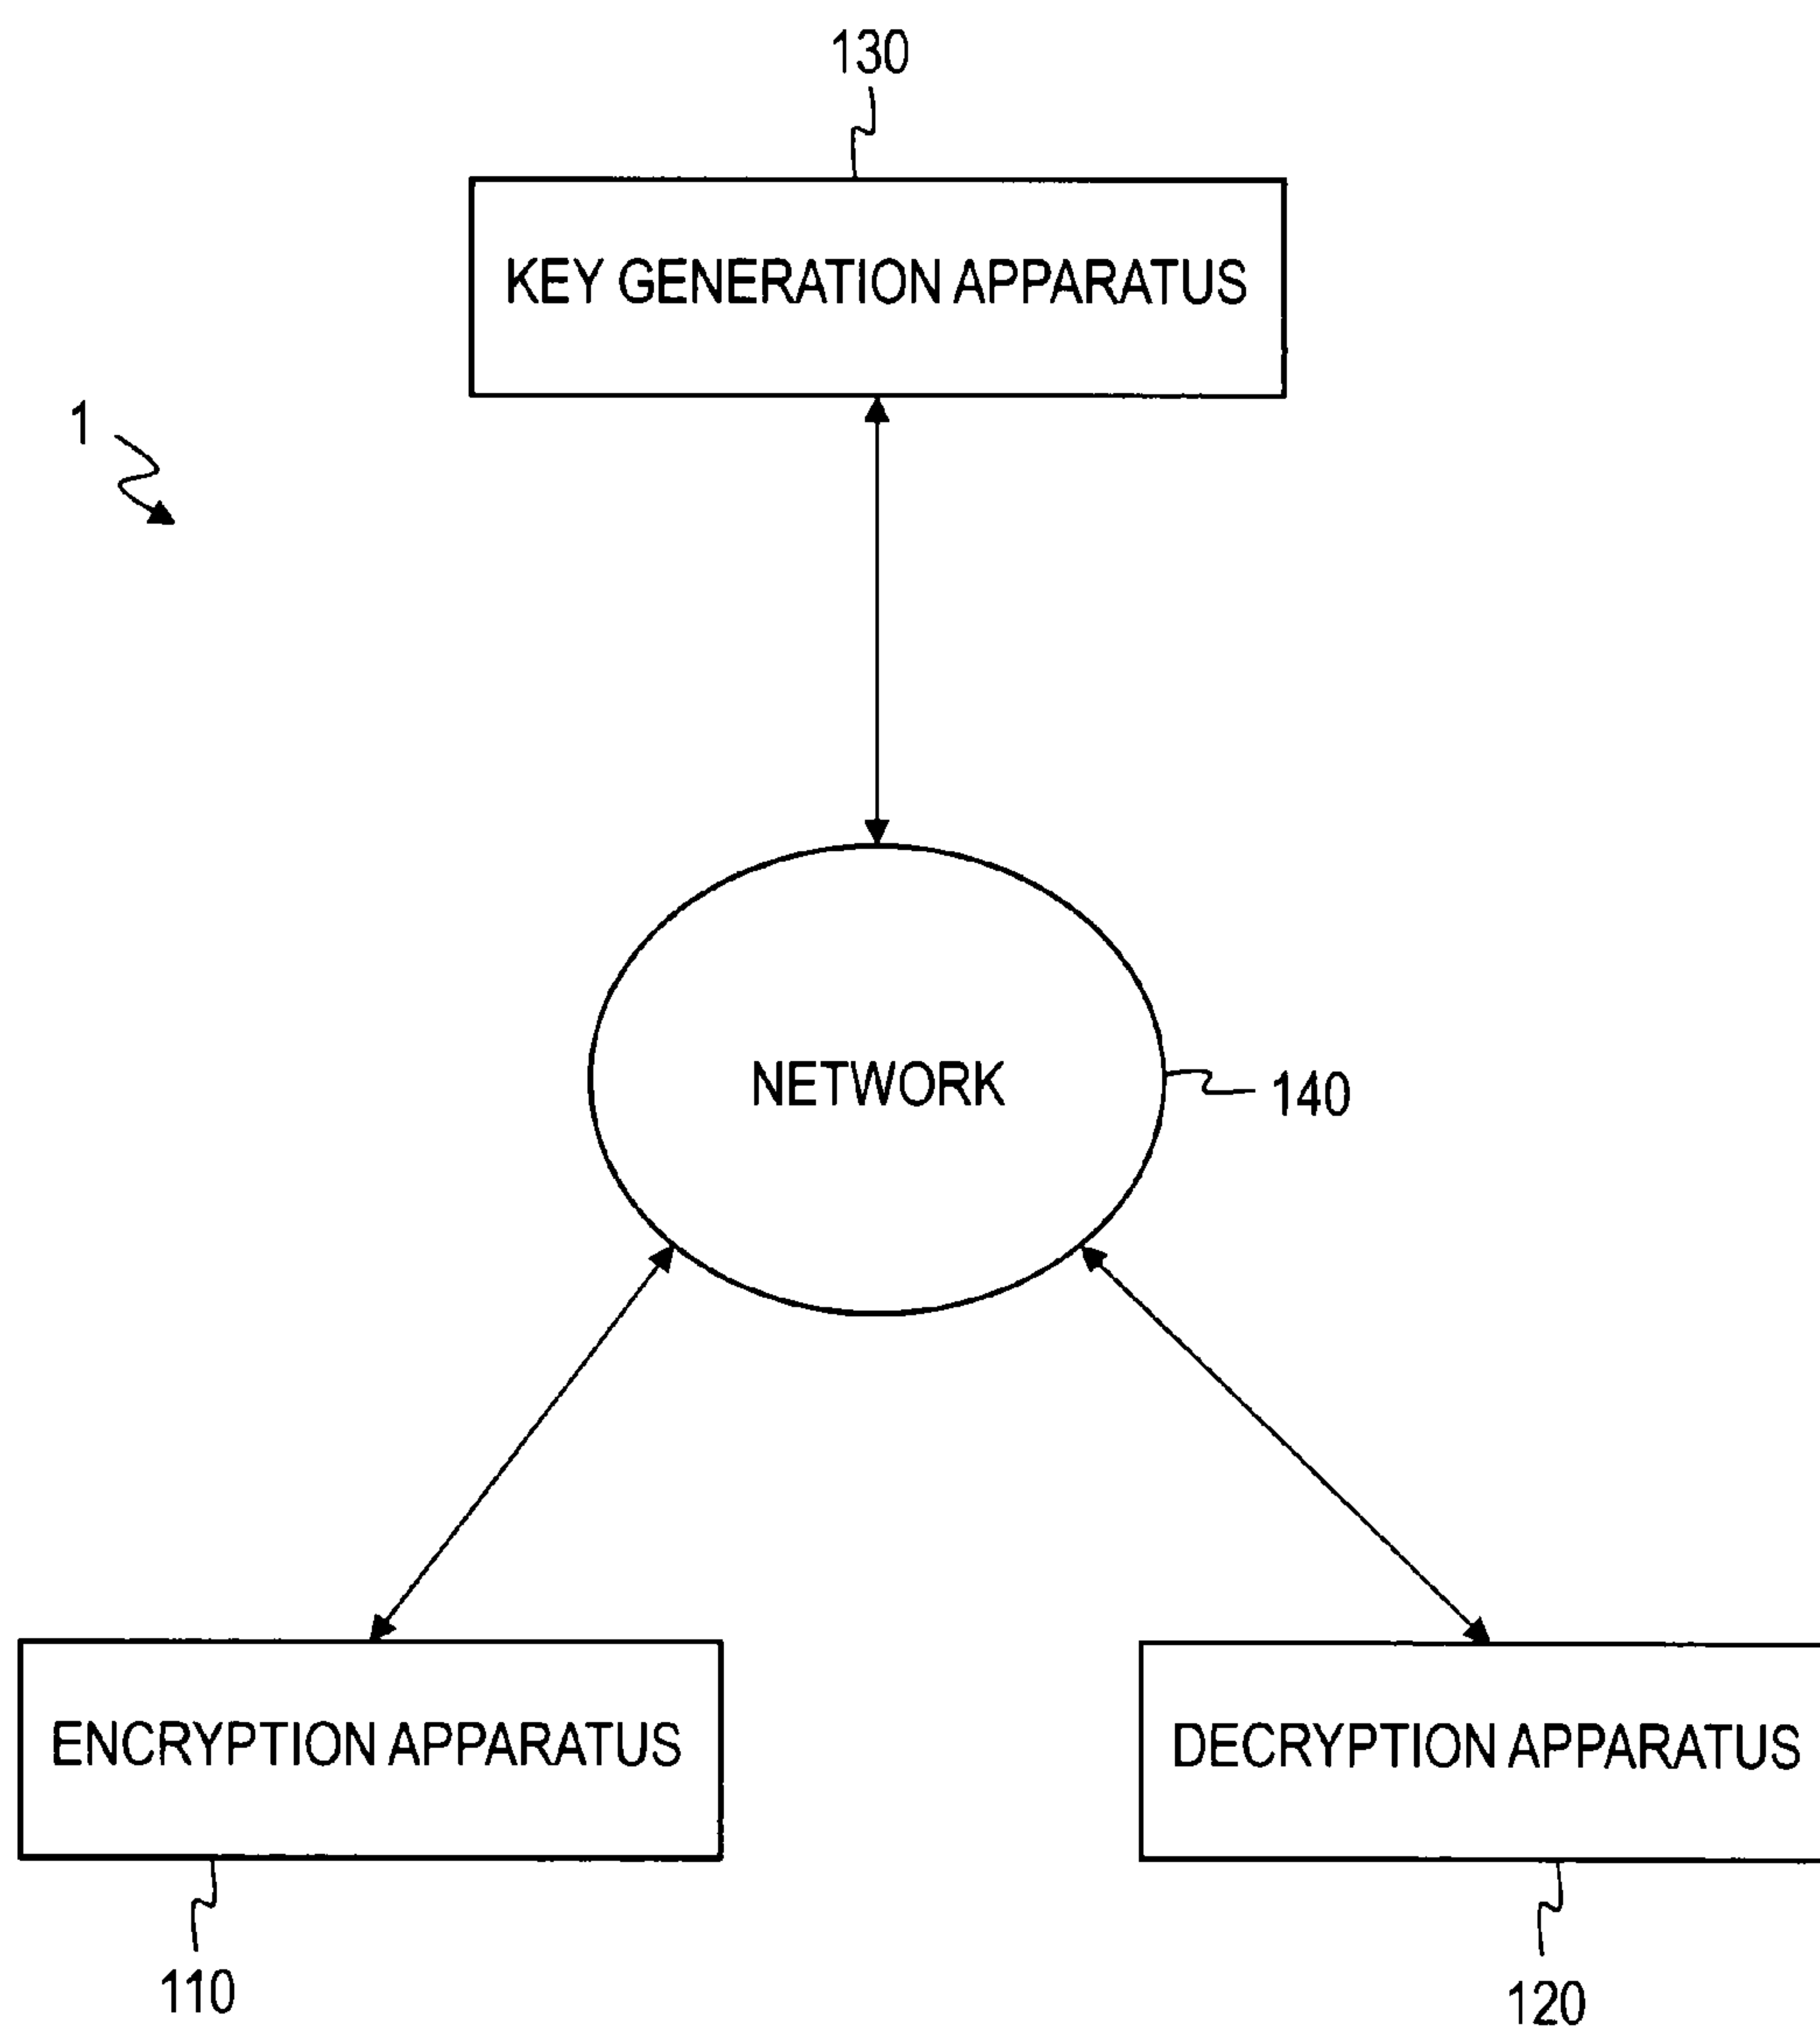 130
KEY GENERATION APPARATUS
1
NETWORK
140
ENCRYPTION APPARATUS
DECRYPTION APPARATUS
110
120